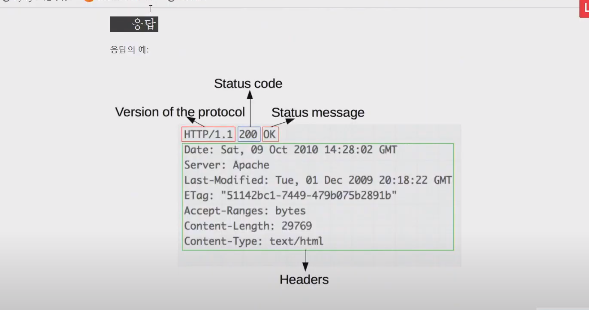 응답
응답의 예:
Status code
Version of the protocol
Status message
HTTP/1.1 200 OK
Date: Sat, 09 Oct 2010 14:28:02 GMT
Server: Apache
Last-Modified: Tue, 01 Dec 2009 20:18:22 GMT
ETag: "51142bc1-7449-479b075b2891b"
Accept-Ranges: bytes
Content-Length: 29769
Content-Type: text/html
Headers